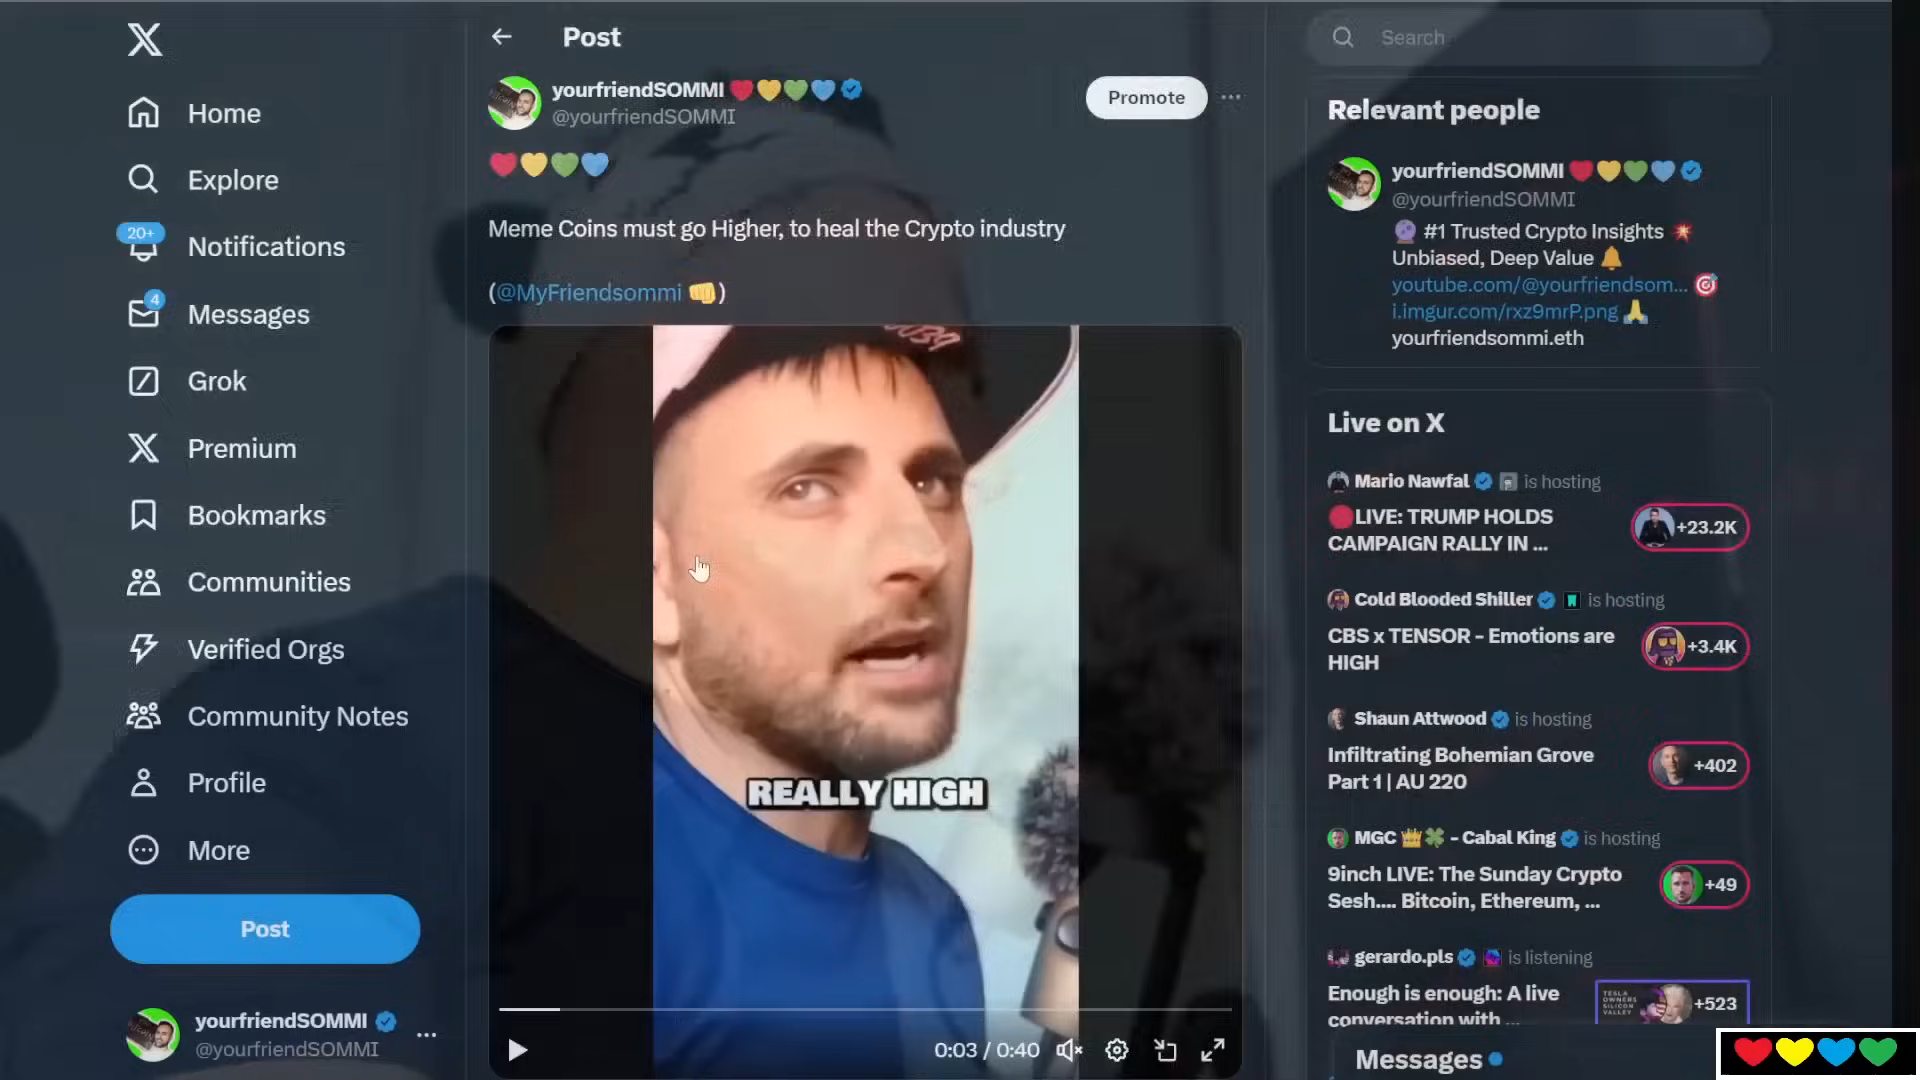 Home
Explore
20+
Notifications
4
Messages
Grok
Premium
Bookmarks
Communities
Verified Orgs
Community Notes
Profile
More
Post
yourfriendSOMMI
@yourfriendSOMMI
Post
yourfriendSOMMI
@yourfriendSOMMI
Promote
Meme Coins must go Higher, to heal the Crypto industry
(@MyFriendsommi 👊)
REALLY HIGH
0:03 / 0:40
Search
Relevant people
yourfriendSOMMI
@yourfriendSOMMI
#1 Trusted Crypto Insights
Unbiased, Deep Value
youtube.com/@yourfriendsom...
i.imgur.com/rxz9mrP.png
yourfriendsommi.eth
Live on X
Mario Nawfal is hosting
LIVE: TRUMP HOLDS
CAMPAIGN RALLY IN ...
+23.2K
Cold Blooded Shiller is hosting
CBS x TENSOR - Emotions are
HIGH
+3.4K
Shaun Attwood is hosting
Infiltrating Bohemian Grove
Part 1 | AU 220
+402
MGC - Cabal King is hosting
9inch LIVE: The Sunday Crypto
Sesh.... Bitcoin, Ethereum, ...
+49
gerardo.pls is listening
Enough is enough: A live
conversation with ...
TESLA
OWNERS
SILICON
VALLEY
+523
Messages